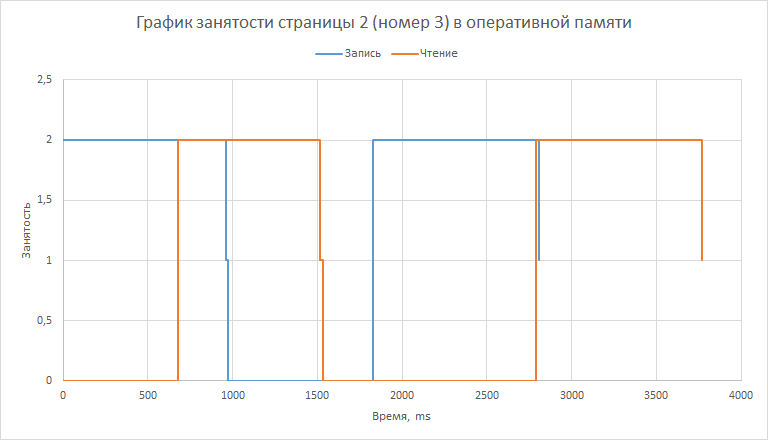 График занятости страницы 2 (номер 3) в оперативной памяти
Запись Чтение
2,5
2
1,5
1
0,5
0
Занятость
0 500 1000 1500 2000 2500 3000 3500 4000
Время, ms